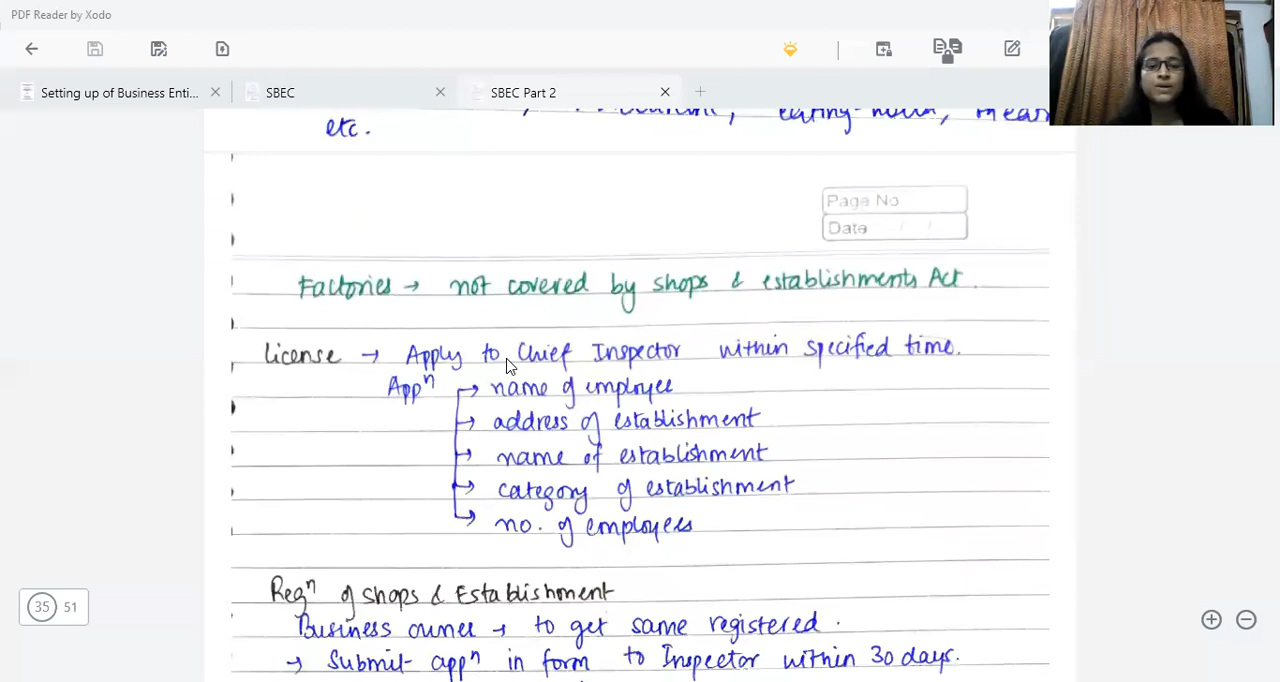 PDF Reader by Xodo
Setting up of Business Enti...
SBEC
SBEC Part 2
etc.
eating-
Page No
Date / /
Factories → not covered by shops & establishments Act.
License → Apply to Chief Inspector within specified time.
Appⁿ → name of employee
→ address of establishment
→ name of establishment
→ category of establishment
→ no. of employees
Regⁿ of shops & Establishment
Business owner → to get same registered.
→ Submit appⁿ in form to Inspector within 30 days.
35 51